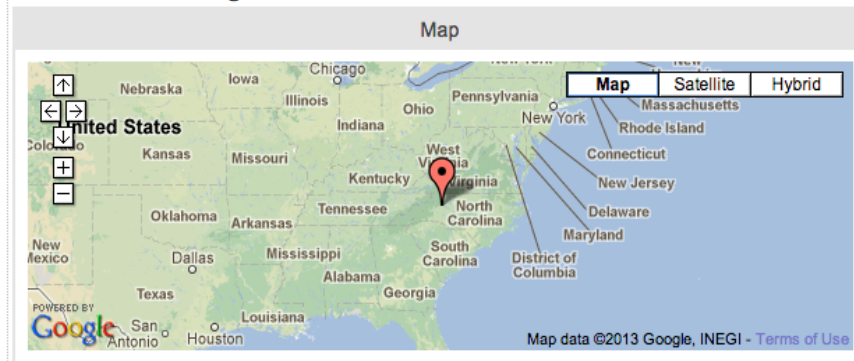 Map
Chicago
Map Satellite Hybrid
Nebraska Iowa
Illinois Ohio Pennsylvania
Massachusetts
New York
Rhode Island
United States
Indiana
Kansas Missouri
West
Virginia
Connecticut
Kentucky Virginia
New Jersey
Oklahoma Arkansas
Tennessee
North
Carolina
Delaware
Maryland
New
Mexico
Dallas
Mississippi
South
Carolina
District of
Columbia
Alabama
Texas
Georgia
POWERED BY
Google
San
Antonio
Houston
Louisiana
Map data ©2013 Google, INEGI - Terms of Use